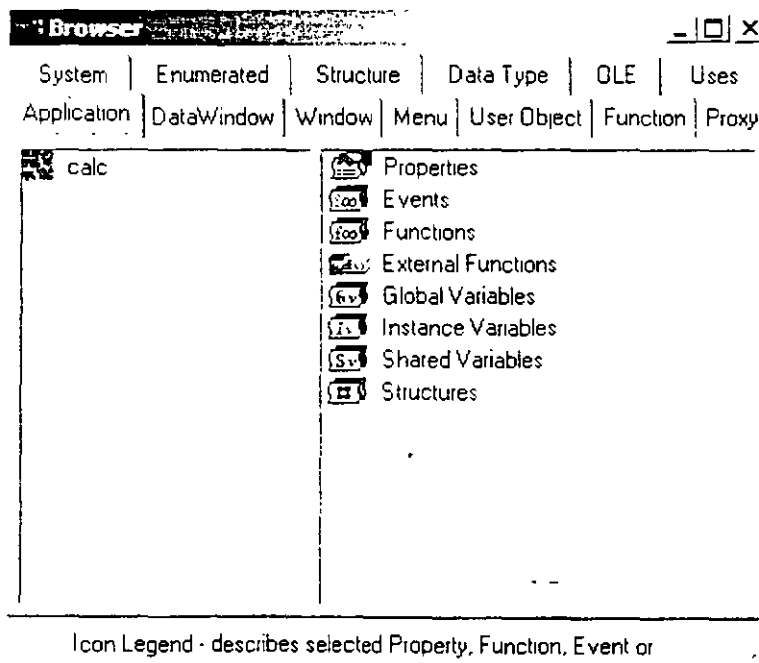 Browser
System Enumerated Structure Data Type OLE Uses
Application DataWindow Window Menu User Object Function Proxy
calc
Properties
Events
Functions
External Functions
Global Variables
Instance Variables
Shared Variables
Structures
Icon Legend - describes selected Property, Function, Event or